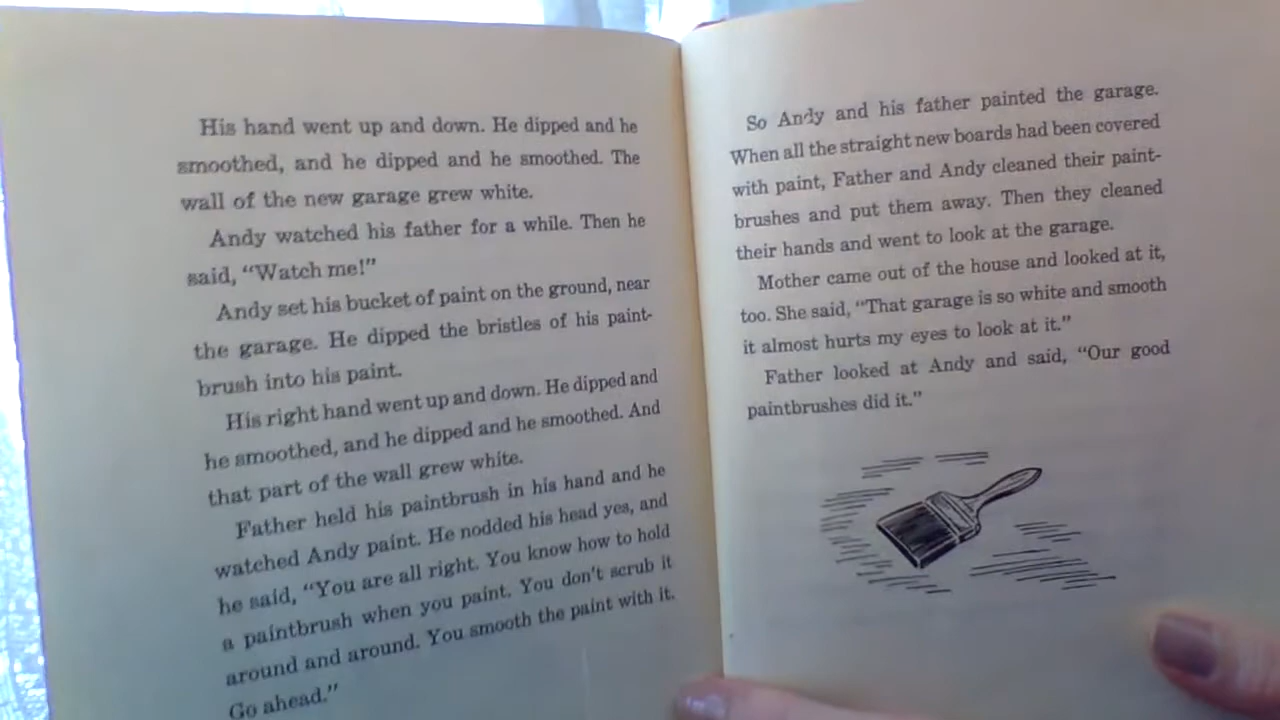 His hand went up and down. He dipped and he
smoothed, and he dipped and he smoothed. The
wall of the new garage grew white.
Andy watched his father for a while. Then he
said, “Watch me!”
Andy set his bucket of paint on the ground, near
the garage. He dipped the bristles of his paint-
brush into his paint.
His right hand went up and down. He dipped and
he smoothed, and he dipped and he smoothed. And
that part of the wall grew white.
Father held his paintbrush in his hand and he
watched Andy paint. He nodded his head yes, and
he said, “You are all right. You know how to hold
a paintbrush when you paint. You don’t scrub it
around and around. You smooth the paint with it.
Go ahead.”
So Andy and his father painted the garage.
When all the straight new boards had been covered
with paint, Father and Andy cleaned their paint-
brushes and put them away. Then they cleaned
their hands and went to look at the garage.
Mother came out of the house and looked at it,
too. She said, “That garage is so white and smooth
it almost hurts my eyes to look at it.”
Father looked at Andy and said, “Our good
paintbrushes did it.”